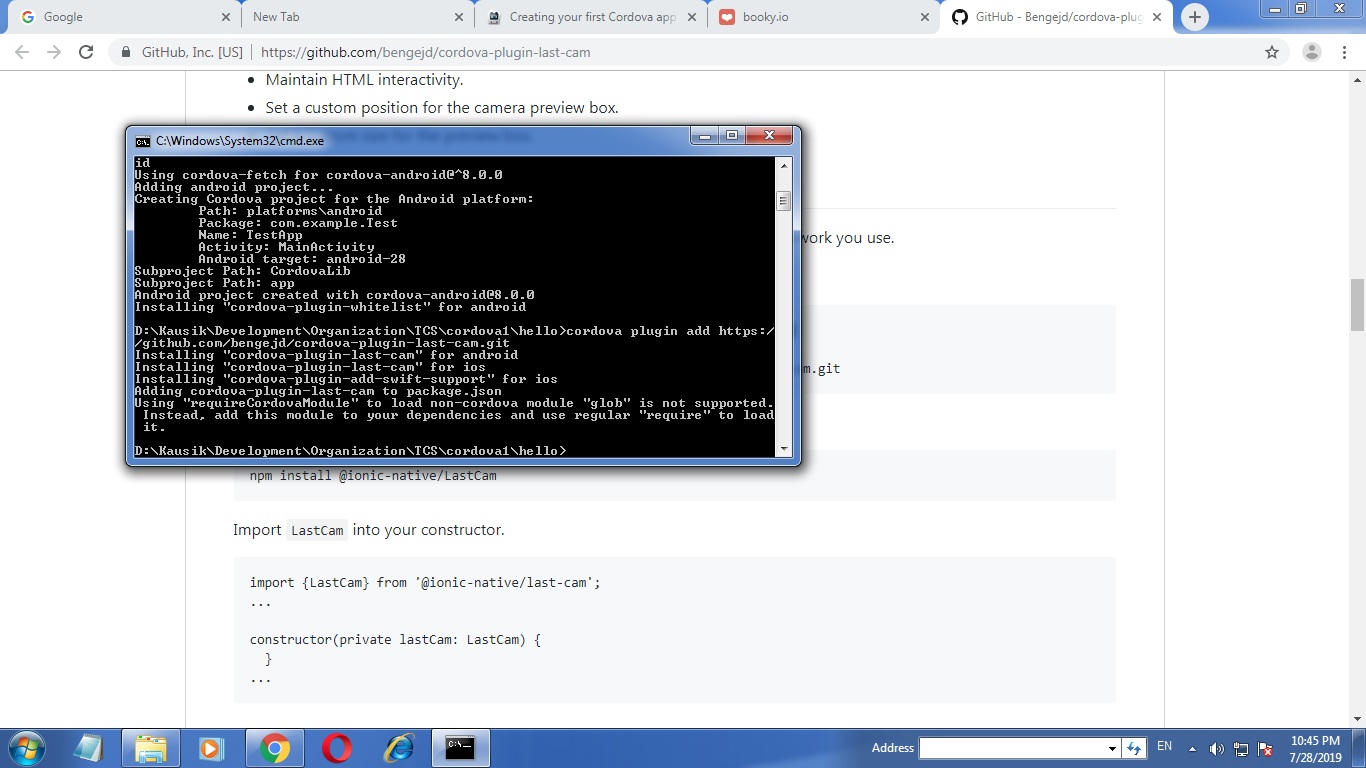 Google
New Tab
Creating your first Cordova app
booky.io
GitHub - Bengejd/cordova-plug
GitHub, Inc. [US]
https://github.com/bengejd/cordova-plugin-last-cam
Maintain HTML interactivity.
Set a custom position for the camera preview box.
size for the preview box.
C:\Windows\System32\cmd.exe
id
Using cordova-fetch for cordova-android@^8.0.0
Adding android project...
Creating Cordova project for the Android platform:
Path: platforms\android
Package: com.example.Test
Name: TestApp
Activity: MainActivity
Android target: android-28
Subproject Path: CordovaLib
Subproject Path: app
Android project created with cordova-android@8.0.0
Installing "cordova-plugin-whitelist" for android
D:\Kausik\Development\Organization\TCS\cordova1\hello>cordova plugin add https:/
/github.com/bengejd/cordova-plugin-last-cam.git
Installing "cordova-plugin-last-cam" for android
Installing "cordova-plugin-last-cam" for ios
Installing "cordova-plugin-add-swift-support" for ios
Adding cordova-plugin-last-cam to package.json
Using "requireCordovaModule" to load non-cordova module "glob" is not supported.
Instead, add this module to your dependencies and use regular "require" to load
it.
D:\Kausik\Development\Organization\TCS\cordova1\hello>
work you use.
m.git
npm install @ionic-native/LastCam
Import LastCam into your constructor.
import {LastCam} from '@ionic-native/last-cam';
...
constructor(private lastCam: LastCam) {
}
...
Address
EN
10:45 PM
7/28/2019